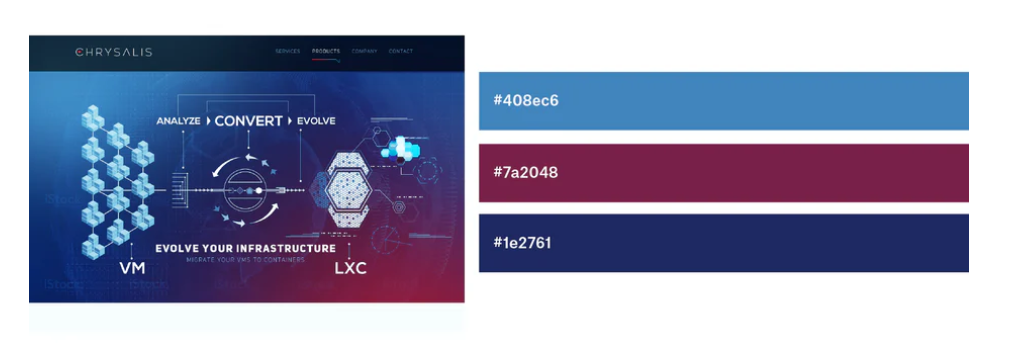 CHRYSALIS
SERVICES PRODUCTS COMPANY CONTACT
ANALYZE CONVERT EVOLVE
EVOLVE YOUR INFRASTRUCTURE
MIGRATE YOUR VMS TO CONTAINERS
VM LXC
#408ec6
#7a2048
#1e2761